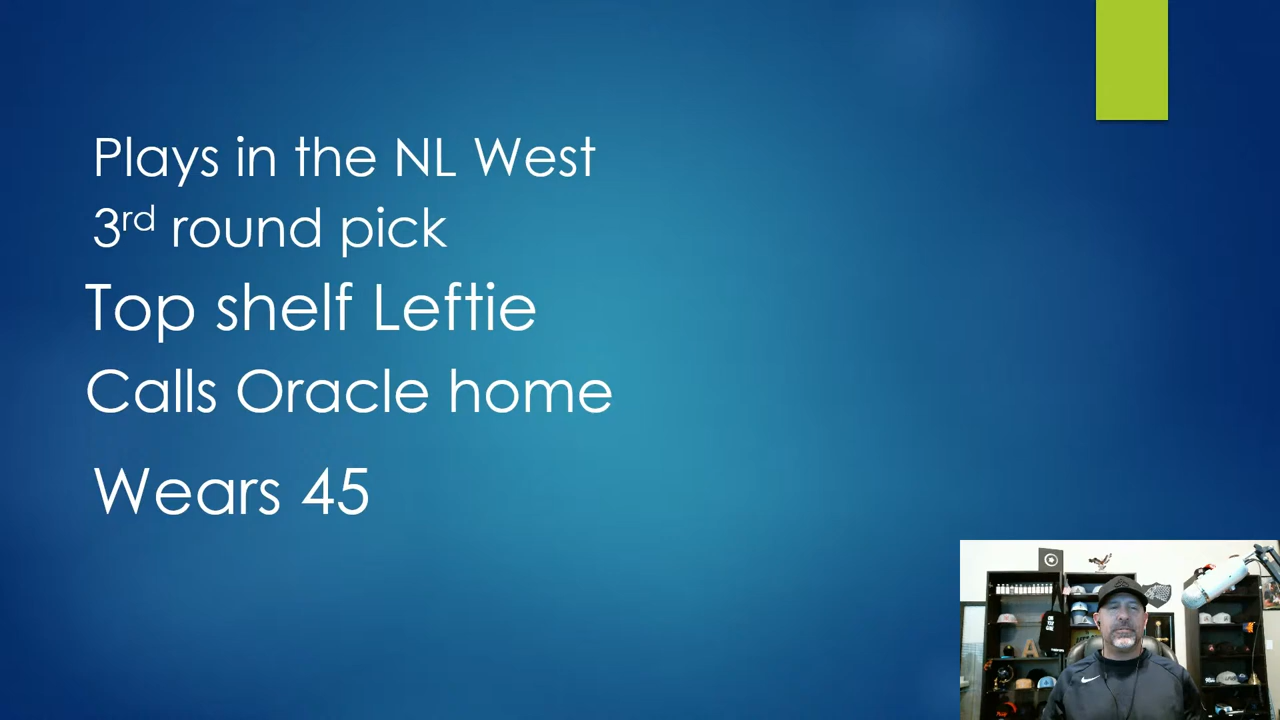 Plays in the NL West
3rd round pick
Top shelf Leftie
Calls Oracle home
Wears 45